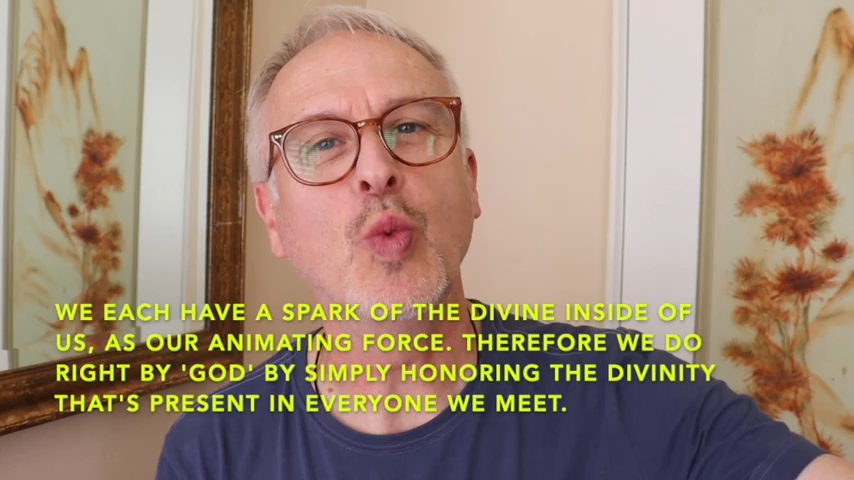 WE EACH HAVE A SPARK OF THE DIVINE INSIDE OF
US, AS OUR ANIMATING FORCE. THEREFORE WE DO
RIGHT BY 'GOD' BY SIMPLY HONORING THE DIVINITY
THAT'S PRESENT IN EVERYONE WE MEET.